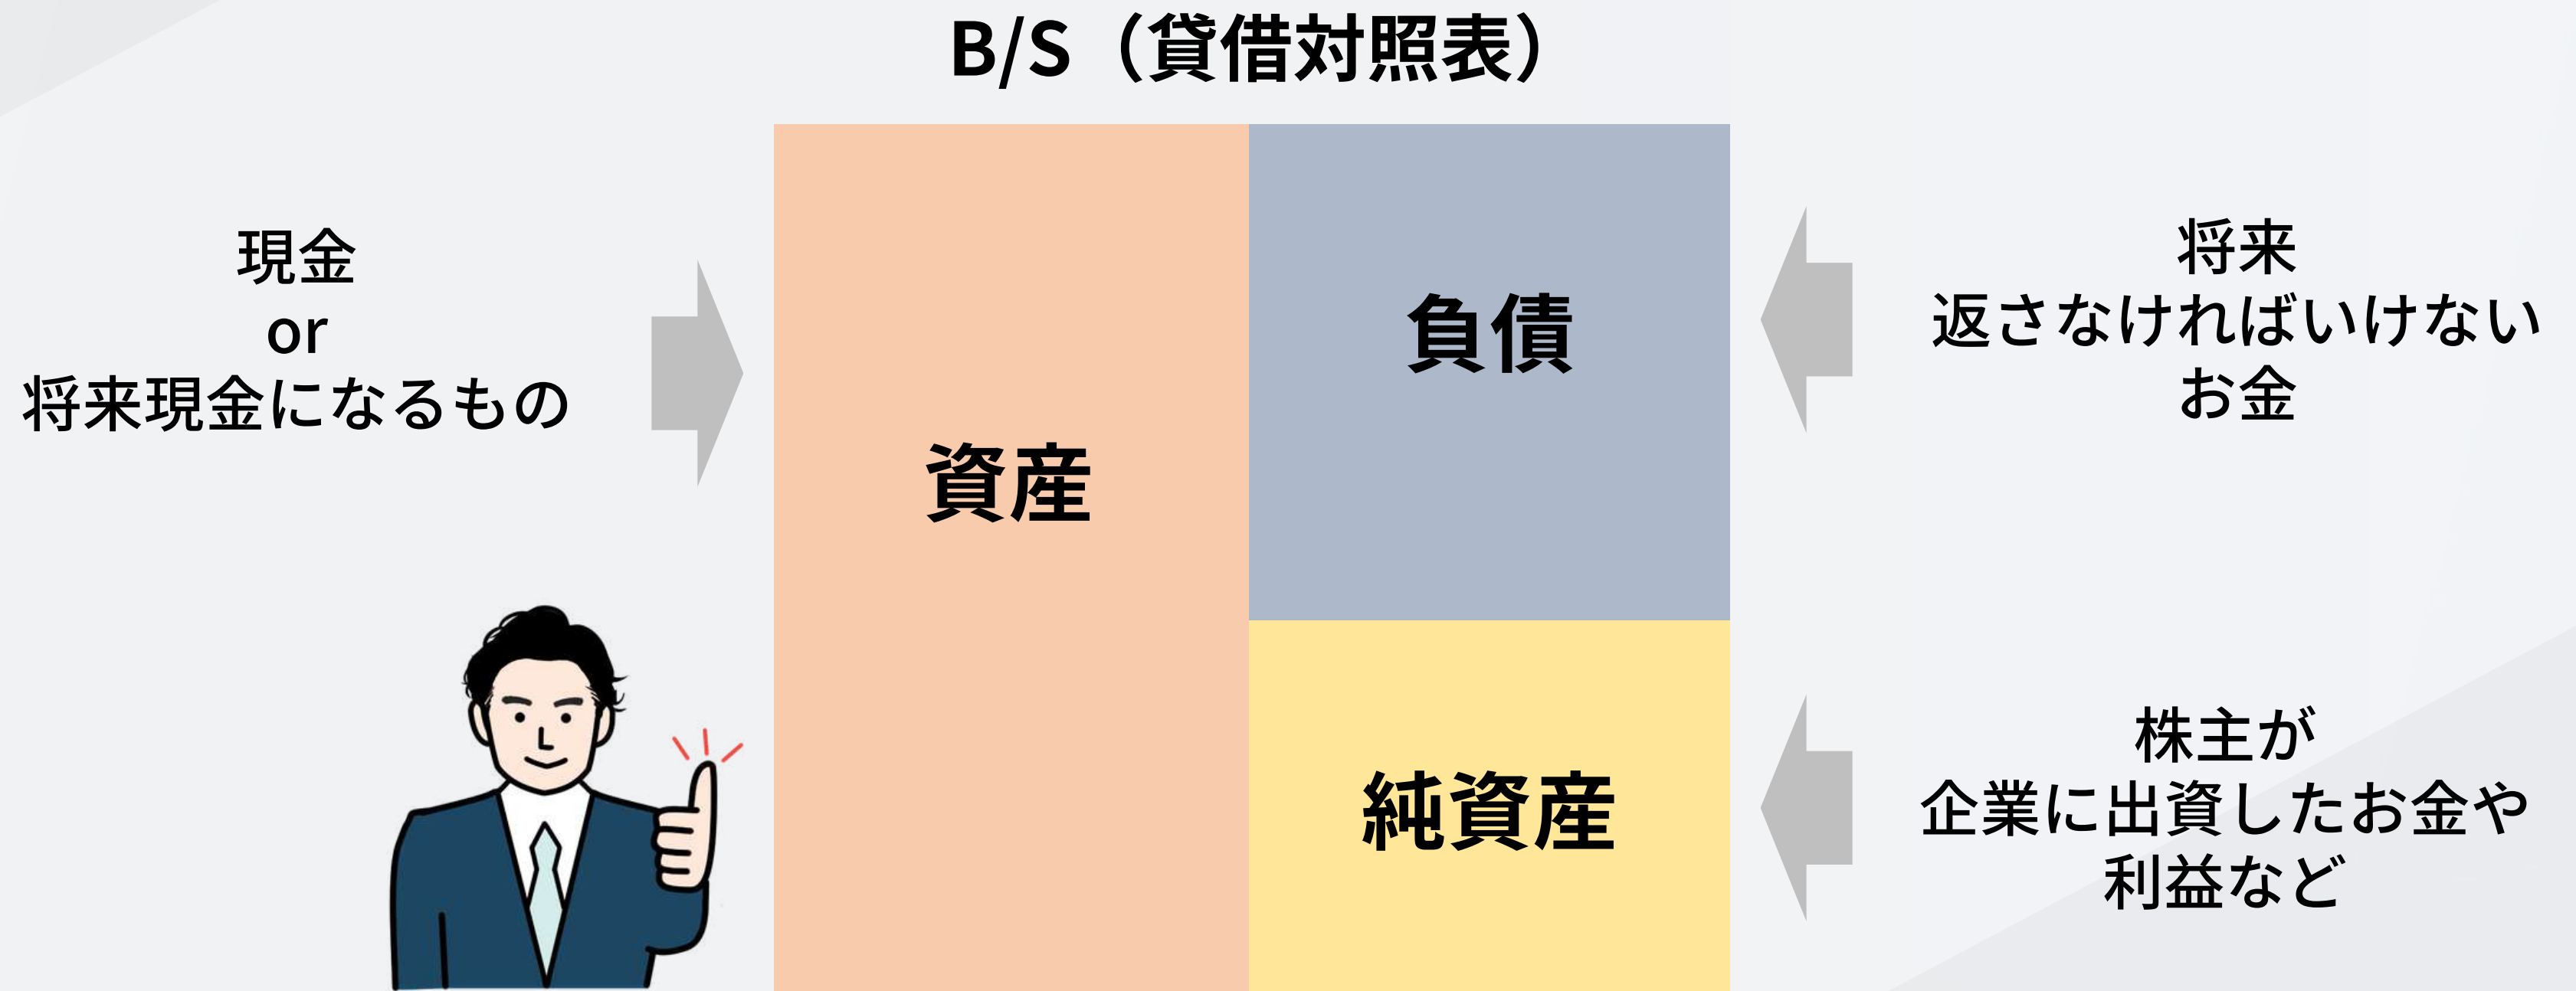 B/S（貸借対照表）
現金
or
将来現金になるもの
資産
負債
将来
返さなければいけない
お金
純資産
株主が
企業に出資したお金や
利益など